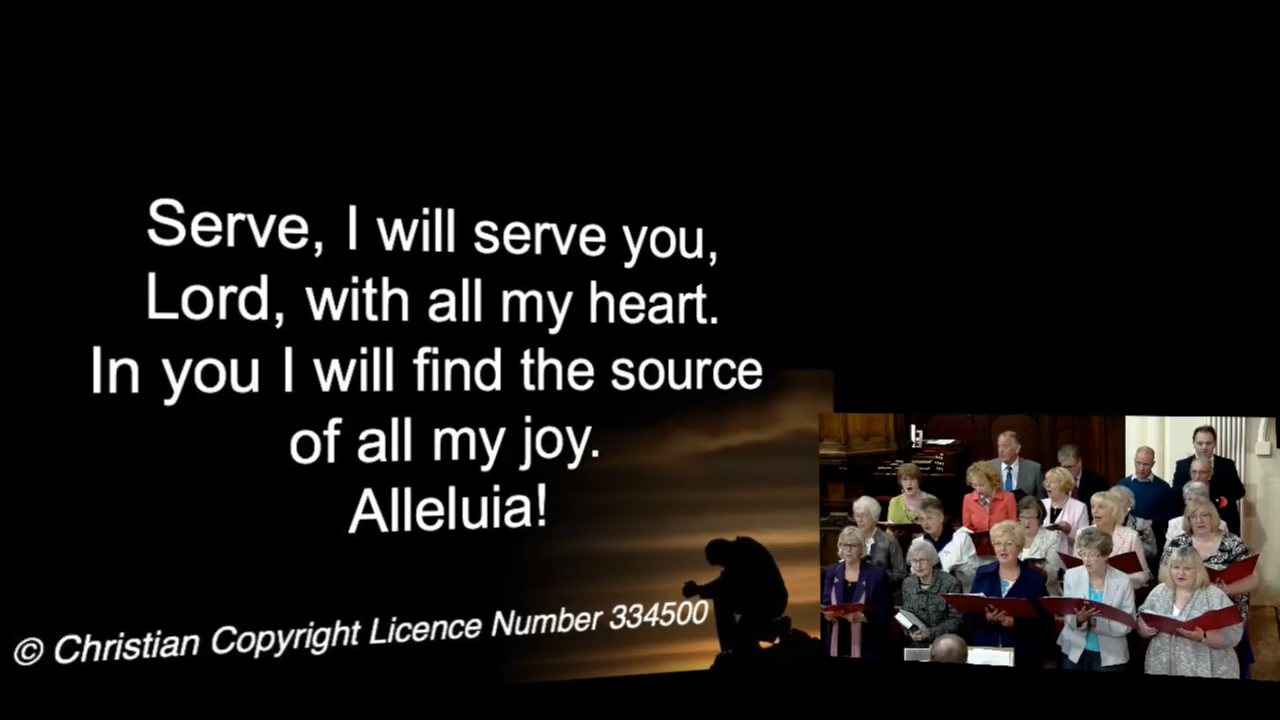 Serve, I will serve you,
Lord, with all my heart.
In you I will find the source
of all my joy.
Alleluia!
© Christian Copyright Licence Number 334500